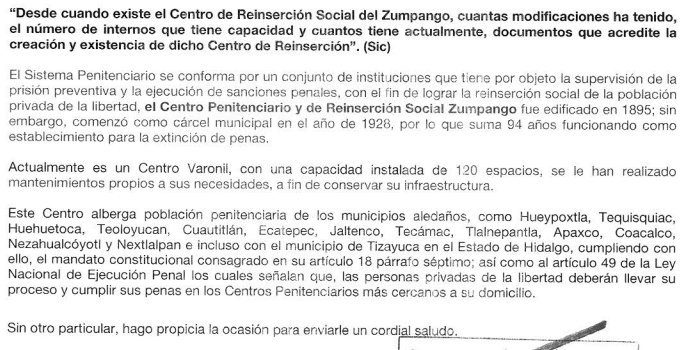 “Desde cuando existe el Centro de Reinserción Social del Zumpango, cuantas modificaciones ha tenido,
el número de internos que tiene capacidad y cuantos tiene actualmente, documentos que acredite la
creación y existencia de dicho Centro de Reinserción”. (Sic)
El Sistema Penitenciario se conforma por un conjunto de instituciones que tiene por objeto la supervisión de la
prisión preventiva y la ejecución de sanciones penales, con el fin de lograr la reinserción social de la población
privada de la libertad, el Centro Penitenciario y de Reinserción Social Zumpango fue edificado en 1895; sin
embargo, comenzó como cárcel municipal en el año de 1928, por lo que suma 94 años funcionando como
establecimiento para la extinción de penas.
Actualmente es un Centro Varonil, con una capacidad instalada de 120 espacios, se le han realizado
mantenimientos propios a sus necesidades, a fin de conservar su infraestructura.
Este Centro alberga población penitenciaria de los municipios aledaños, como Hueypoxtla, Tequisquiac,
Huehuetoca, Teoloyucan, Cuautitlán, Ecatepec, Jaltenco, Tecámac, Tlalnepantla, Apaxco, Coacalco,
Nezahualcóyotl y Nextlalpan e incluso con el municipio de Tizayuca en el Estado de Hidalgo, cumpliendo con
ello, el mandato constitucional consagrado en su artículo 18 párrafo séptimo; así como al artículo 49 de la Ley
Nacional de Ejecución Penal los cuales señalan que, las personas privadas de la libertad deberán llevar su
proceso y cumplir sus penas en los Centros Penitenciarios más cercanos a su domicilio.
Sin otro particular, hago propicia la ocasión para enviarle un cordial saludo.